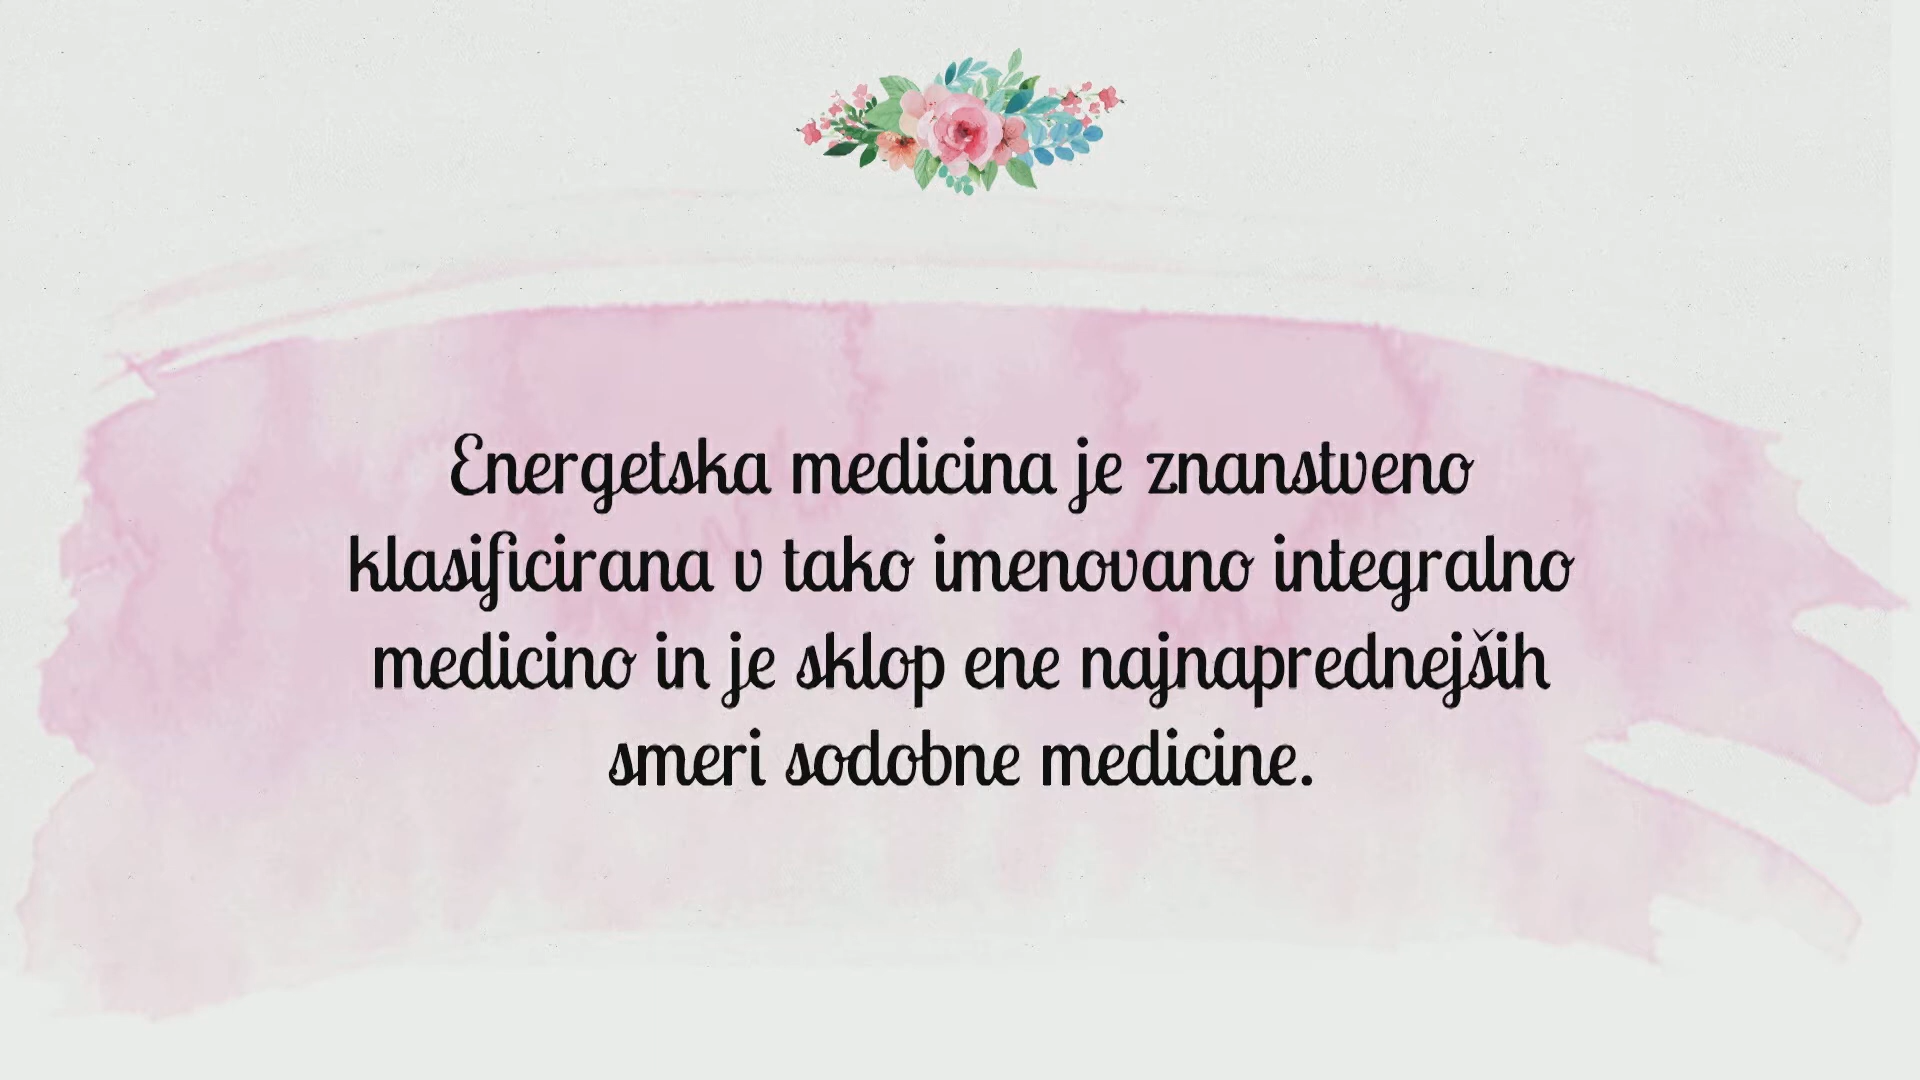 Energetska medicina je znanstveno
klasificirana v tako imenovano integralno
medicino in je sklop ene najnaprednejših
smeri sodobne medicine.